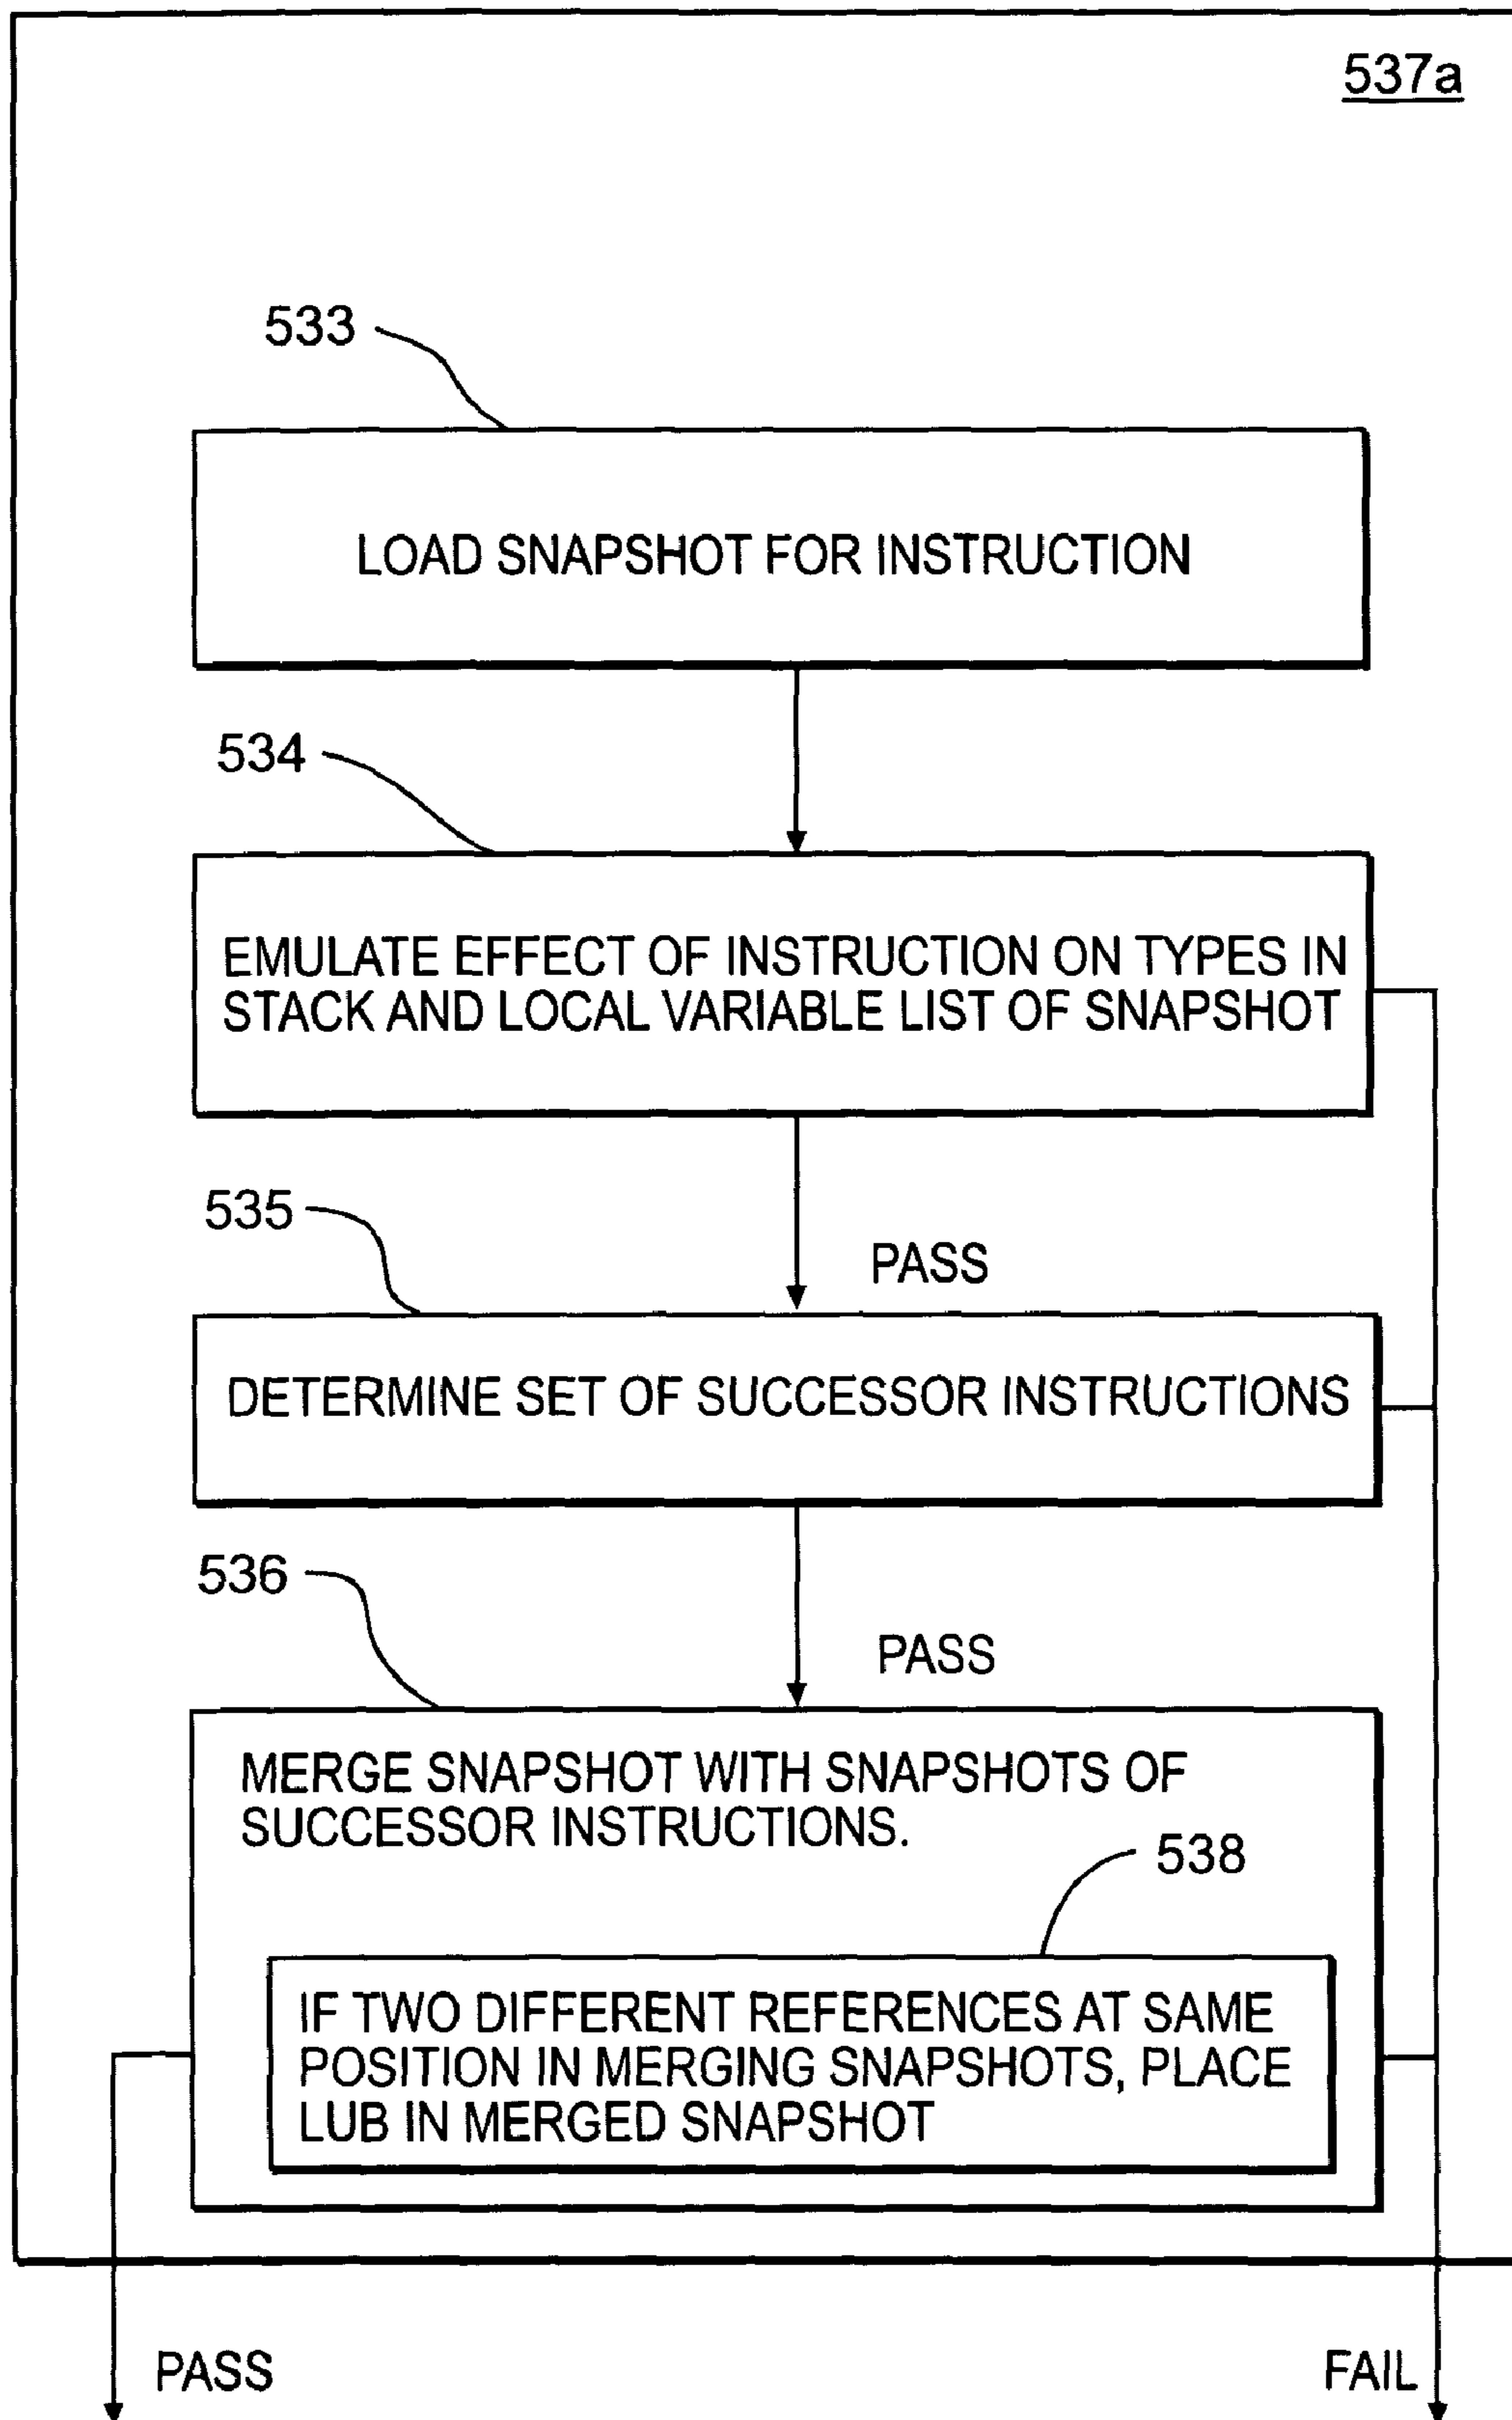 537a
533
LOAD SNAPSHOT FOR INSTRUCTION
534
EMULATE EFFECT OF INSTRUCTION ON TYPES IN
STACK AND LOCAL VARIABLE LIST OF SNAPSHOT
535
PASS
DETERMINE SET OF SUCCESSOR INSTRUCTIONS
536
PASS
MERGE SNAPSHOT WITH SNAPSHOTS OF
SUCCESSOR INSTRUCTIONS.
538
IF TWO DIFFERENT REFERENCES AT SAME
POSITION IN MERGING SNAPSHOTS, PLACE
LUB IN MERGED SNAPSHOT
PASS
FAIL